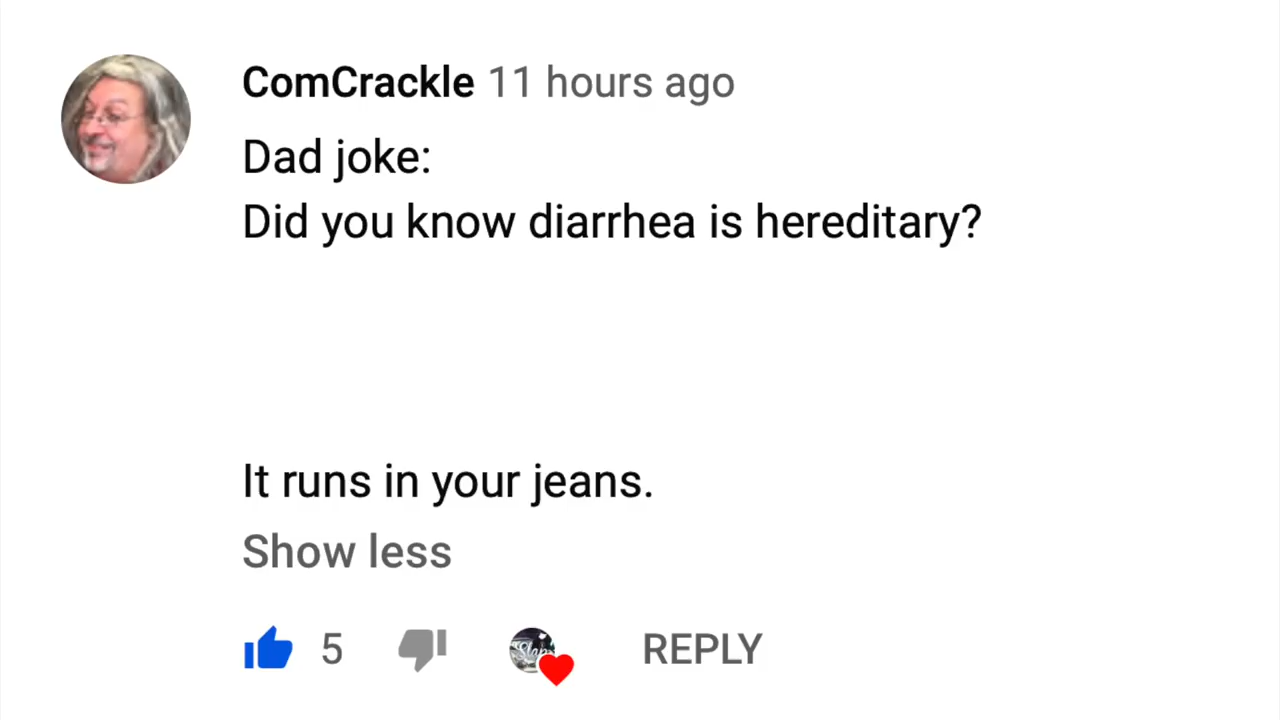 ComCrackle 11 hours ago
Dad joke:
Did you know diarrhea is hereditary?
It runs in your jeans.
Show less
5 REPLY